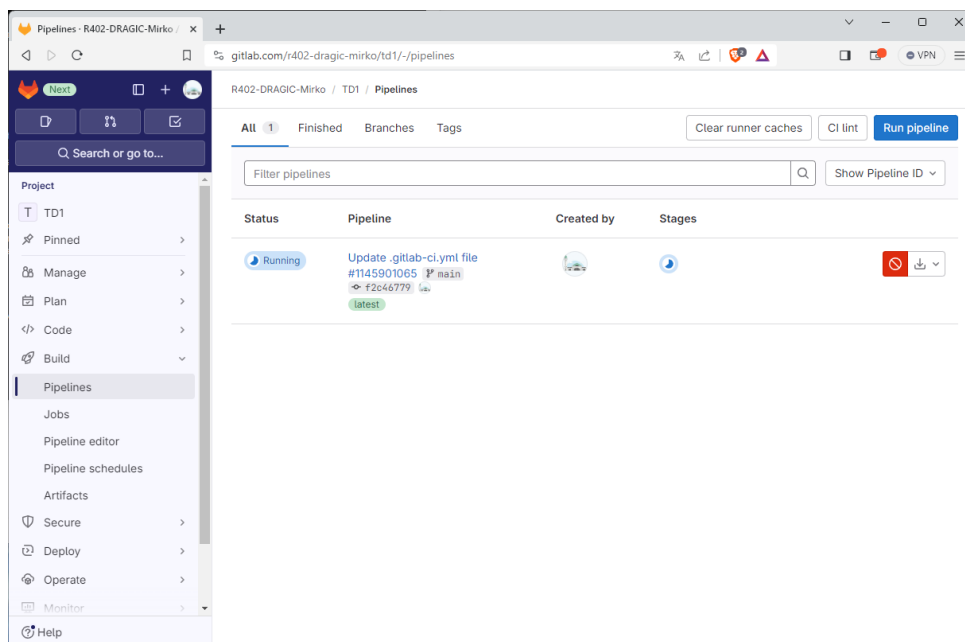 Pipelines · R402-DRAGIC-Mirko /
gitlab.com/r402-dragic-mirko/td1/-/pipelines
VPN
Next
R402-DRAGIC-Mirko / TD1 / Pipelines
All 1 Finished Branches Tags
Clear runner caches CI lint Run pipeline
Search or go to...
Filter pipelines
Show Pipeline ID
Project
T TD1
Pinned
Manage
Plan
Code
Build
Pipelines
Jobs
Pipeline editor
Pipeline schedules
Artifacts
Secure
Deploy
Operate
Monitor
Help
Status Pipeline Created by Stages
Running
Update .gitlab-ci.yml file
#1145901065 main
f2c46779
latest